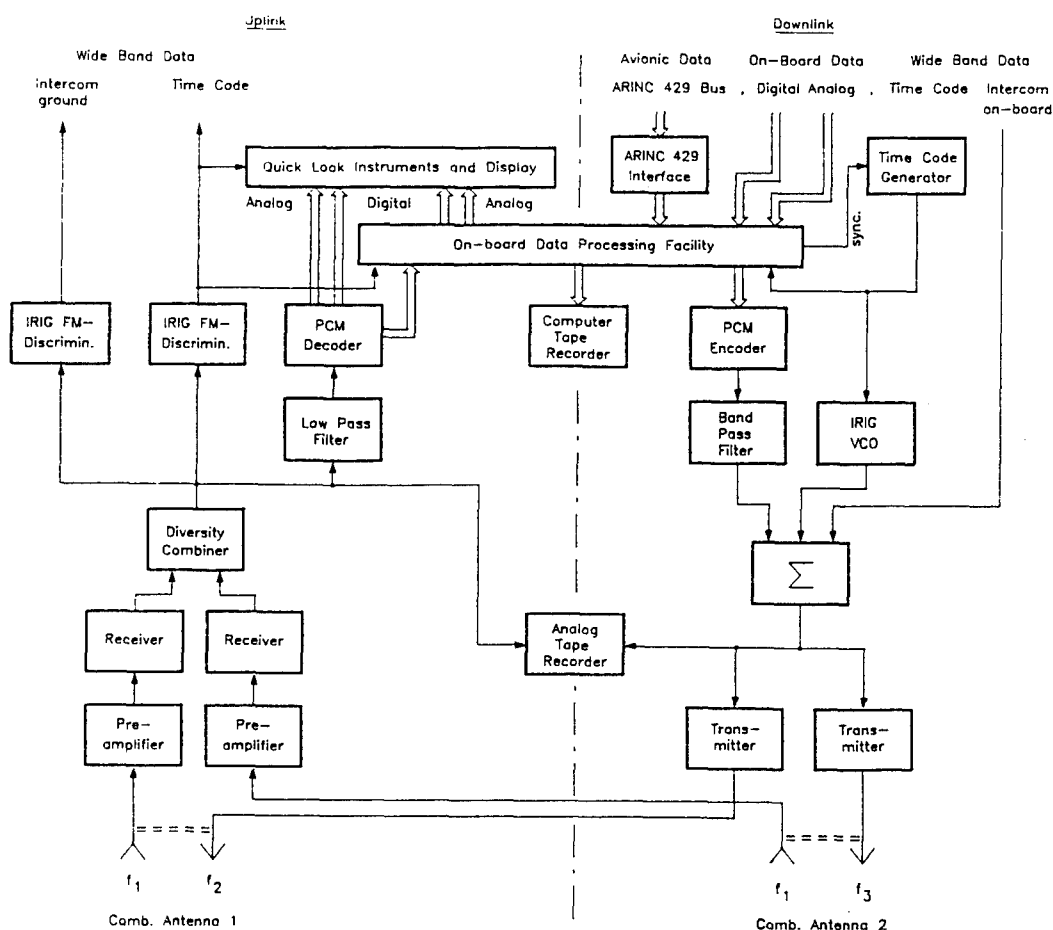 Jplink
Downlink
Wide Band Data
Intercom
ground
Time Code
Avionic Data
On-Board Data
Wide Band Data
ARINC 429 Bus , Digital Analog , Time Code
Intercom
on-board
Quick Look Instruments and Display
ARINC 429
Interface
Time Code
Generator
Analog
Digital
Analog
sync.
On-board Data Processing Facility
IRIG FM-
Discrimin.
IRIG FM-
Discrimin.
PCM
Decoder
Computer
Tape
Recorder
PCM
Encoder
Low Pass
Filter
Band
Pass
Filter
IRIG
VCO
Diversity
Combiner
Σ
Receiver
Receiver
Analog
Tape
Recorder
Pre-
amplifier
Pre-
amplifier
Trans-
mitter
Trans-
mitter
f1
f2
f1
f3
Comb. Antenna 1
Comb. Antenna 2